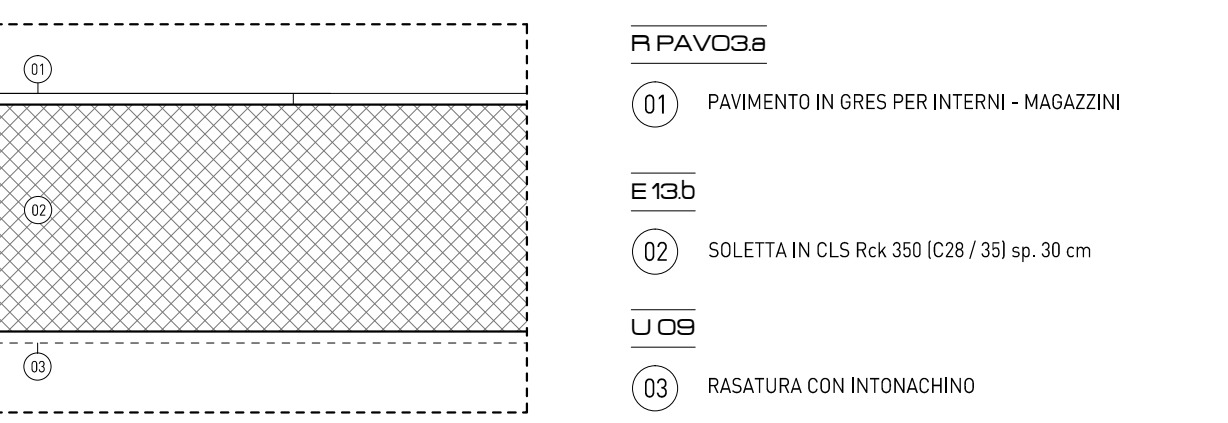 01
02
03
R PAV03.a
01 PAVIMENTO IN GRES PER INTERNI - MAGAZZINI
E 13.b
02 SOLETTA IN CLS Rck 350 (C28 / 35) sp. 30 cm
U 09
03 RASATURA CON INTONACHINO